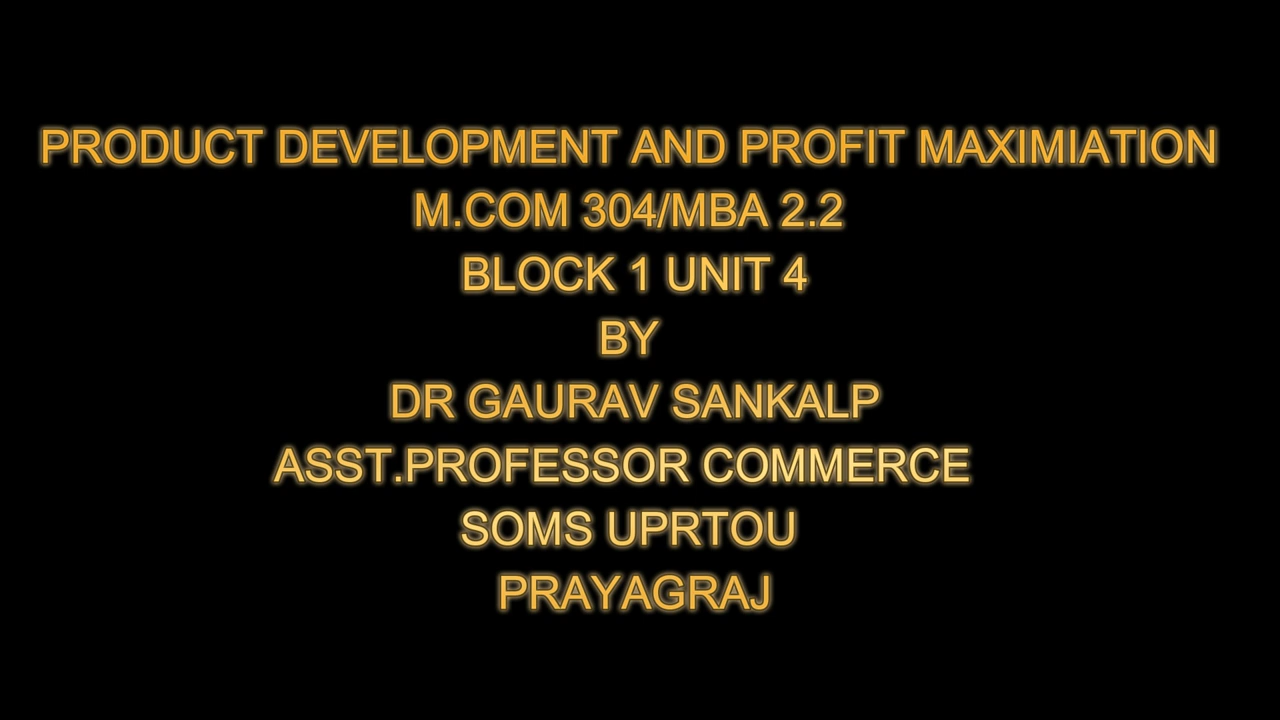 PRODUCT DEVELOPMENT AND PROFIT MAXIMIATION
M.COM 304/MBA 2.2
BLOCK 1 UNIT 4
BY
DR GAURAV SANKALP
ASST.PROFESSOR COMMERCE
SOMS UPRTOU
PRAYAGRAJ